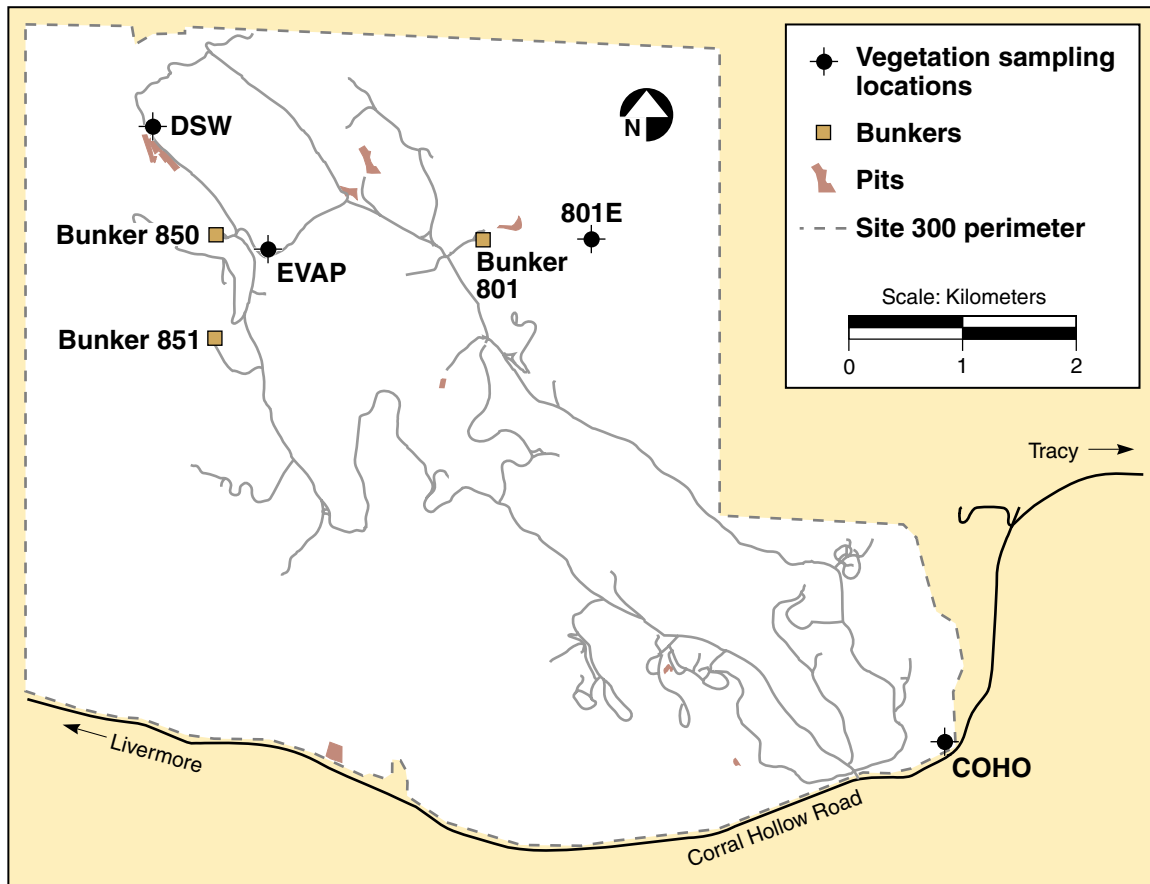 Vegetation sampling
locations
Bunkers
Pits
Site 300 perimeter
Scale: Kilometers
0 1 2
N
DSW
801E
Bunker 850
EVAP
Bunker
801
Bunker 851
Tracy
Livermore
COHO
Corral Hollow Road